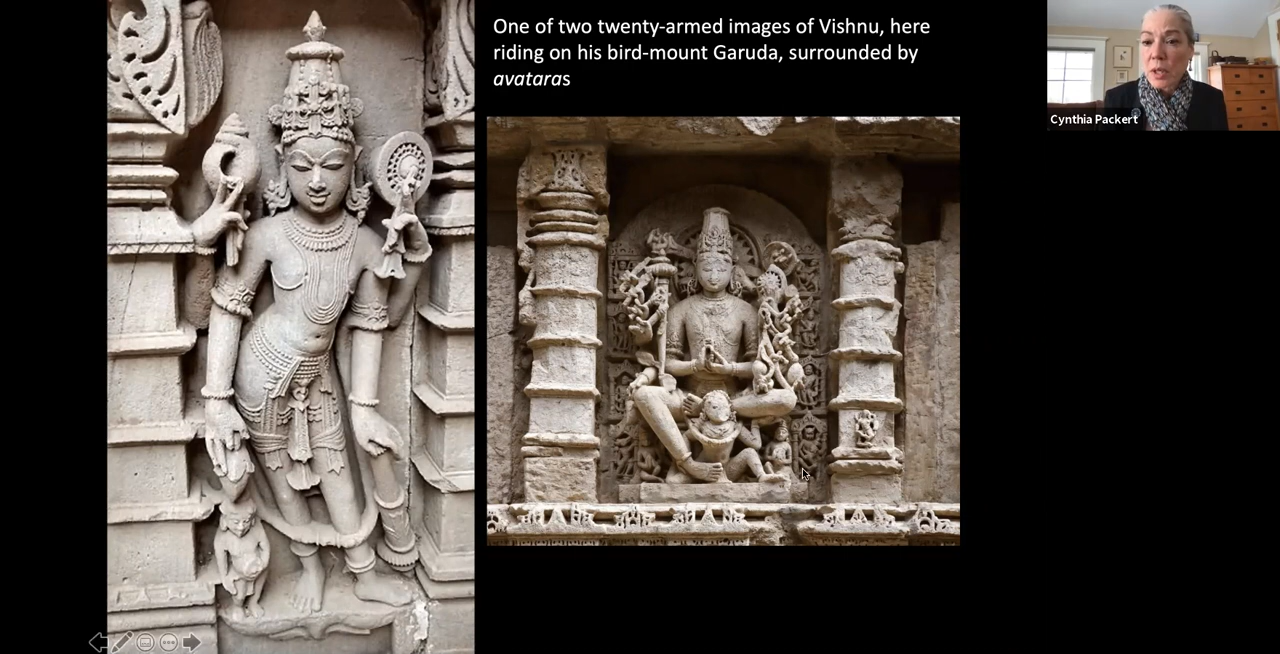 One of two twenty-armed images of Vishnu, here
riding on his bird-mount Garuda, surrounded by
avataras
Cynthia Packert